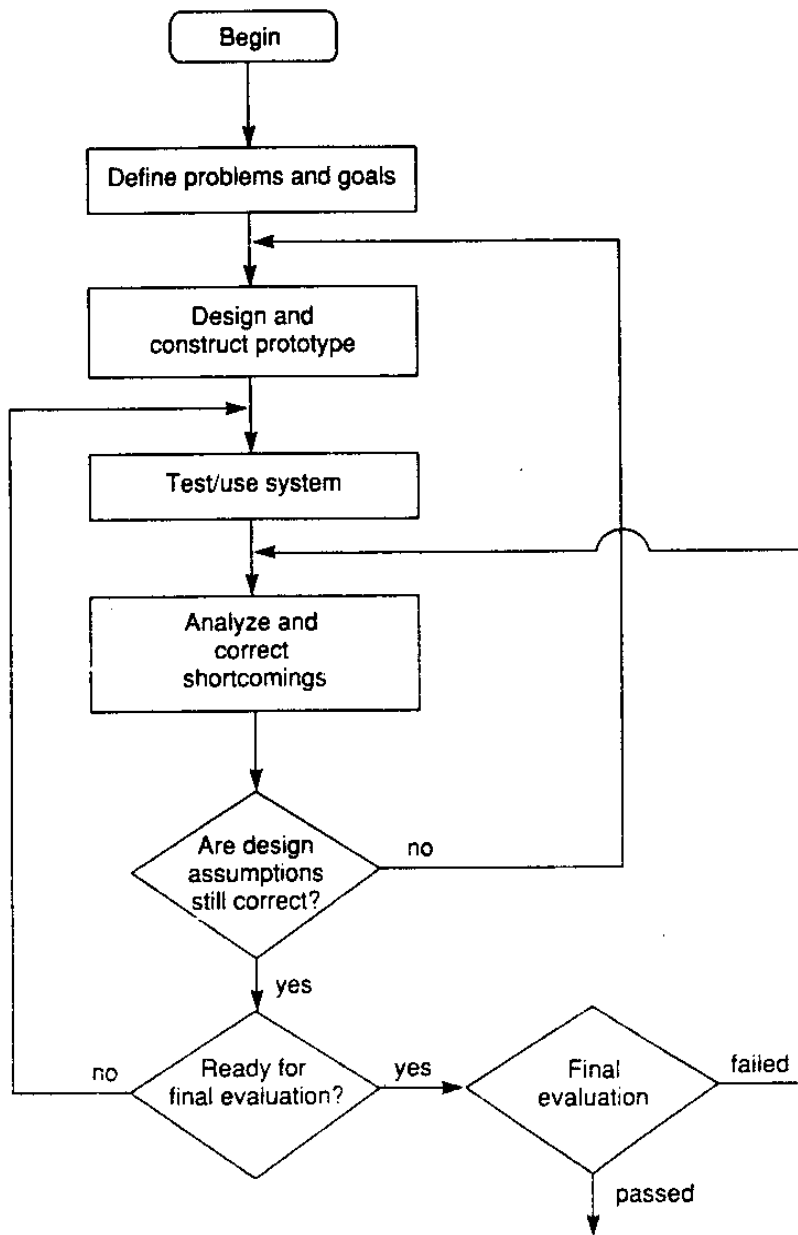 Begin
Define problems and goals
Design and
construct prototype
Test/use system
Analyze and
correct
shortcomings
Are design
assumptions
still correct?
no
yes
no
Ready for
final evaluation?
yes
Final
evaluation
failed
passed